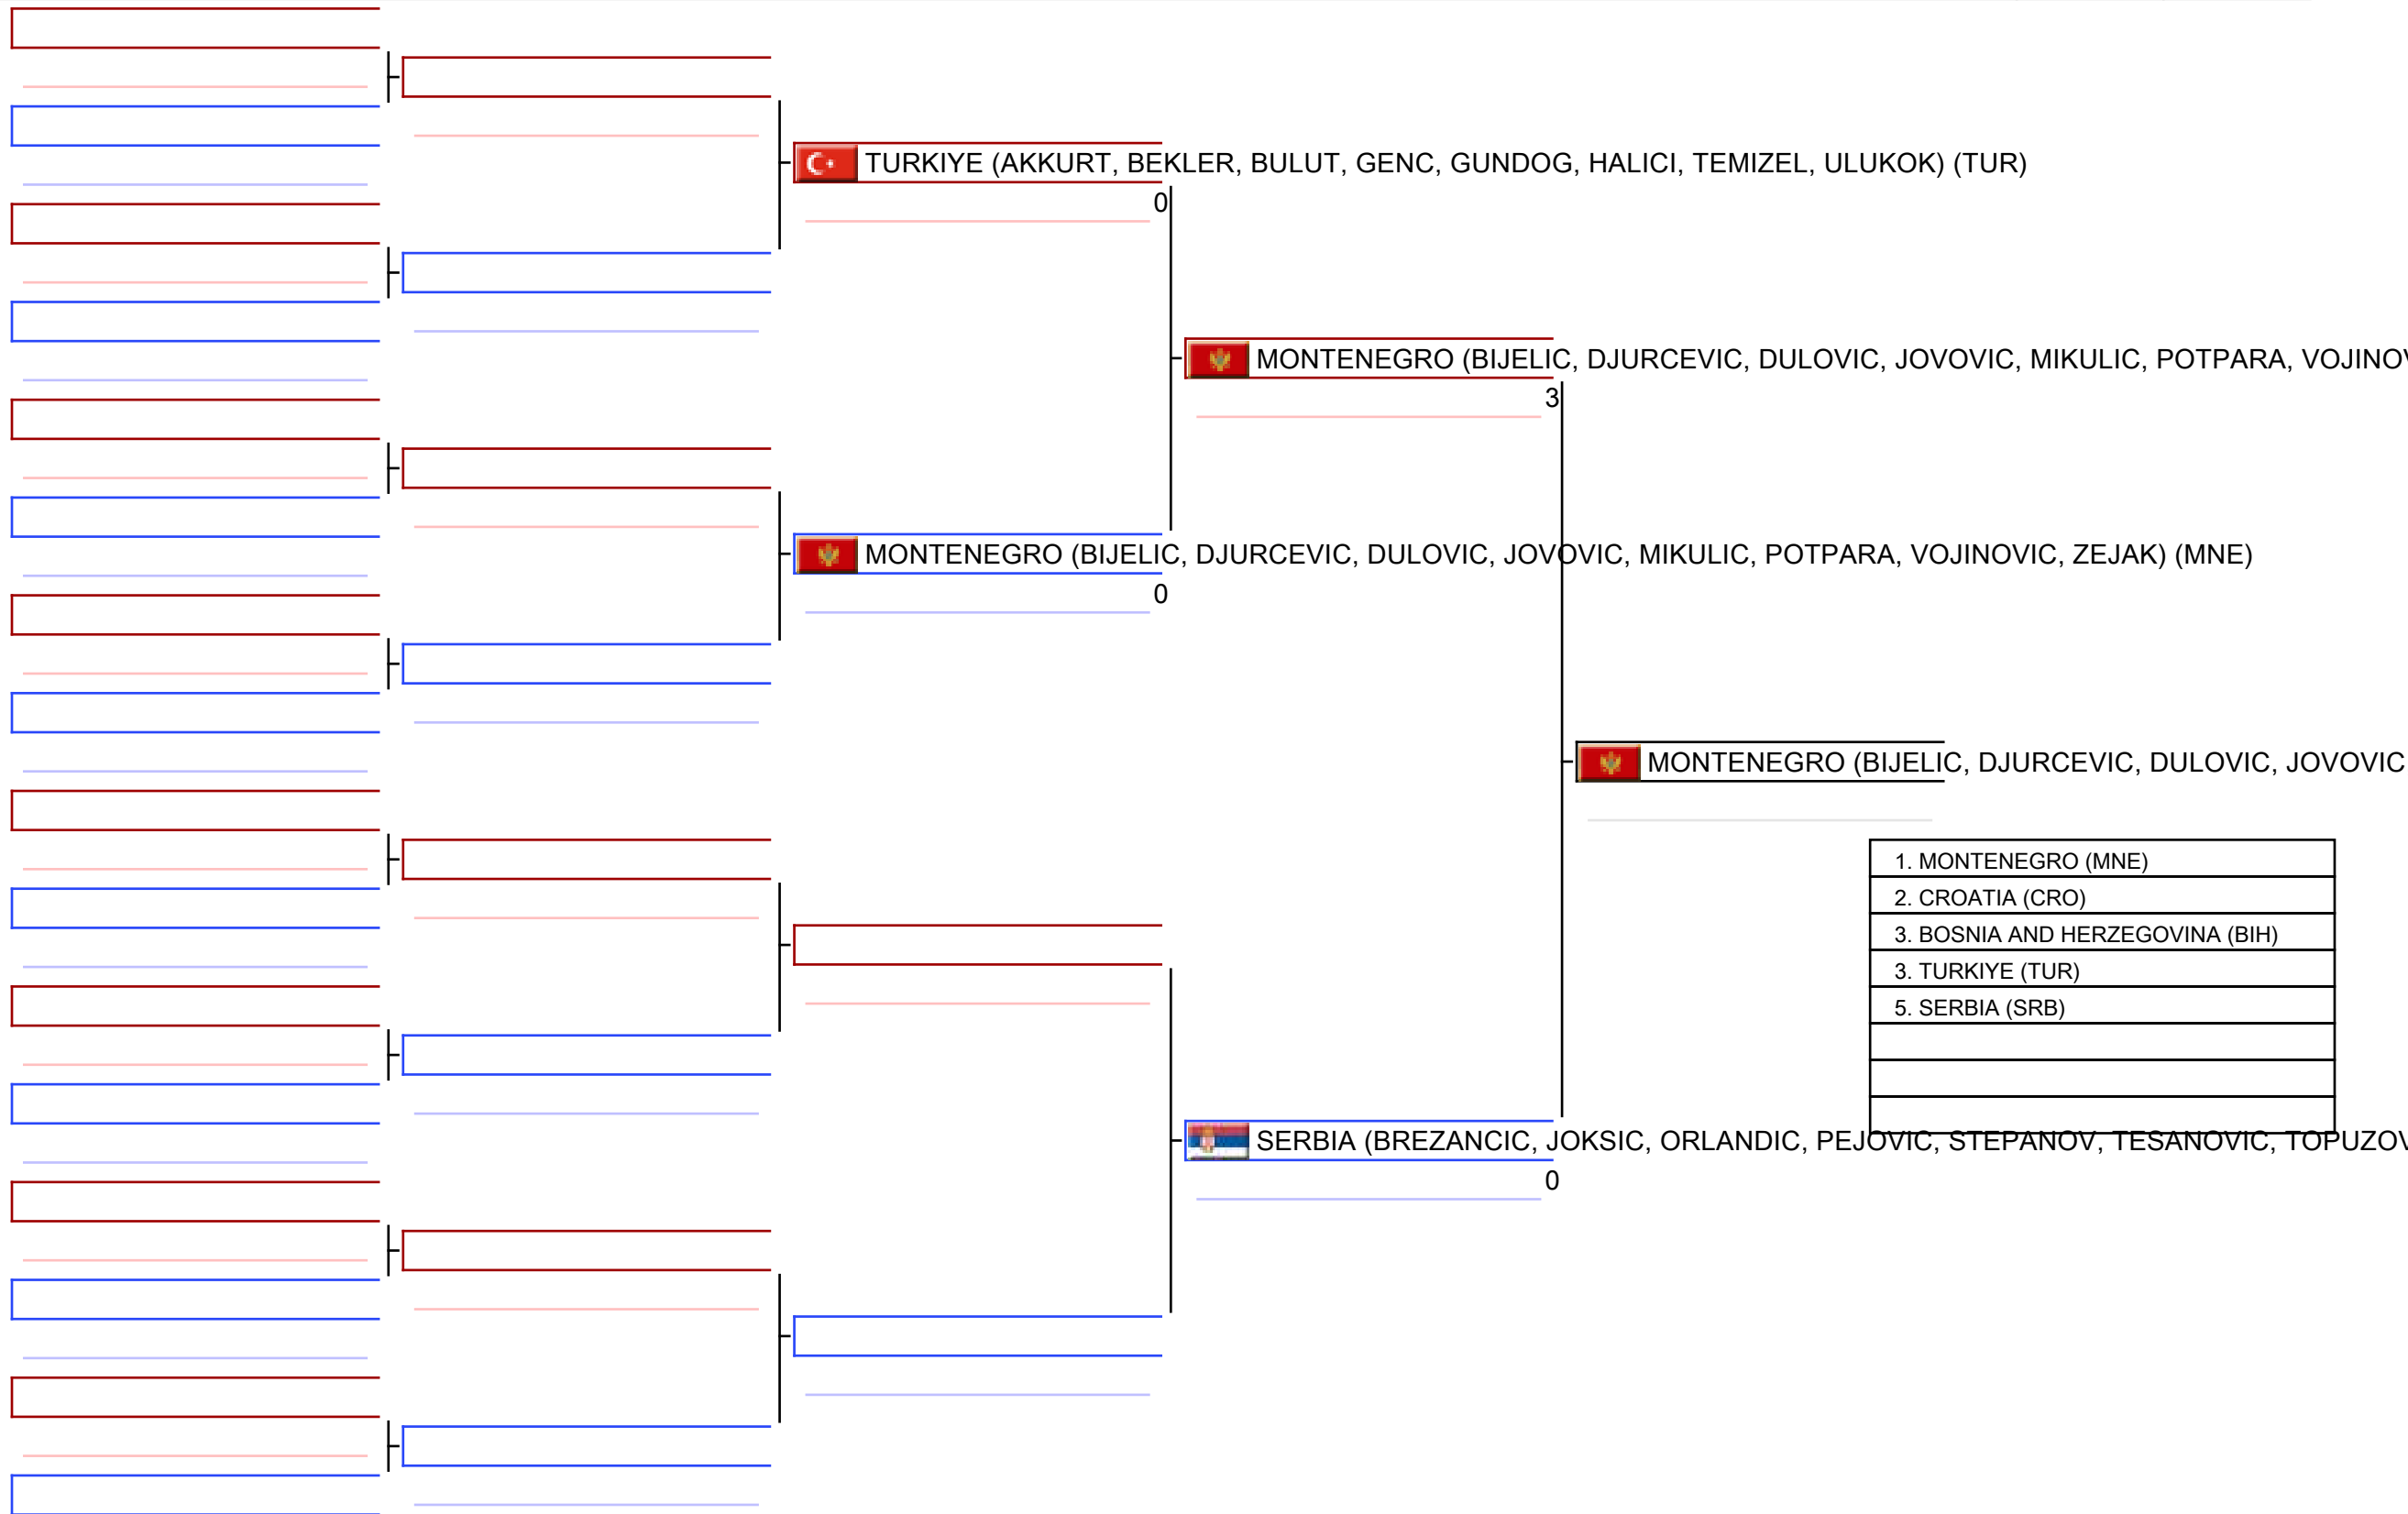 TURKIYE (AKKURT, BEKLER, BULUT, GENC, GUNDOG, HALICI, TEMIZEL, ULUKOK) (TUR)
0
MONTENEGRO (BIJELIC, DJURCEVIC, DULOVIC, JOVOVIC, MIKULIC, POTPARA, VOJINOV
3
MONTENEGRO (BIJELIC, DJURCEVIC, DULOVIC, JOVOVIC, MIKULIC, POTPARA, VOJINOVIC, ZEJAK) (MNE)
0
MONTENEGRO (BIJELIC, DJURCEVIC, DULOVIC, JOVOVIC
1. MONTENEGRO (MNE)
2. CROATIA (CRO)
3. BOSNIA AND HERZEGOVINA (BIH)
3. TURKIYE (TUR)
5. SERBIA (SRB)
SERBIA (BREZANCIC, JOKSIC, ORLANDIC, PEJOVIC, STEPANOV, TESANOVIC, TOPUZOV
0